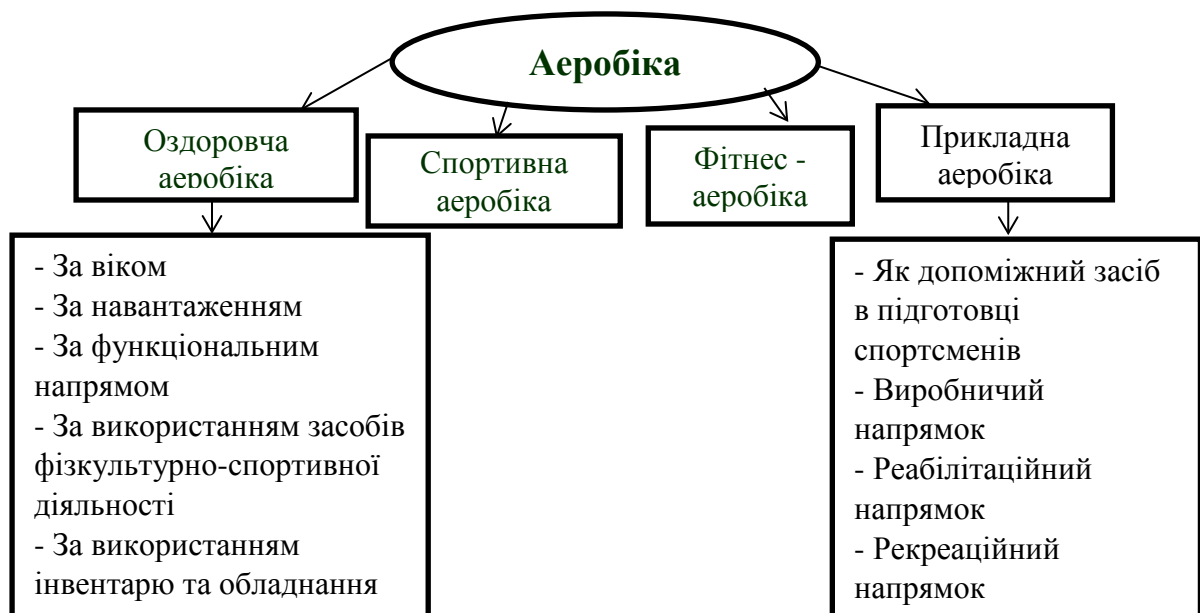 Аеробіка
Оздоровча
аеробіка
Спортивна
аеробіка
Фітнес -
аеробіка
Прикладна
аеробіка
- За віком
- За навантаженням
- За функціональним
напрямом
- За використанням засобів
фізкультурно-спортивної
діяльності
- За використанням
інвентарю та обладнання
- Як допоміжний засіб
в підготовці
спортсменів
- Виробничий
напрямок
- Реабілітаційний
напрямок
- Рекреаційний
напрямок